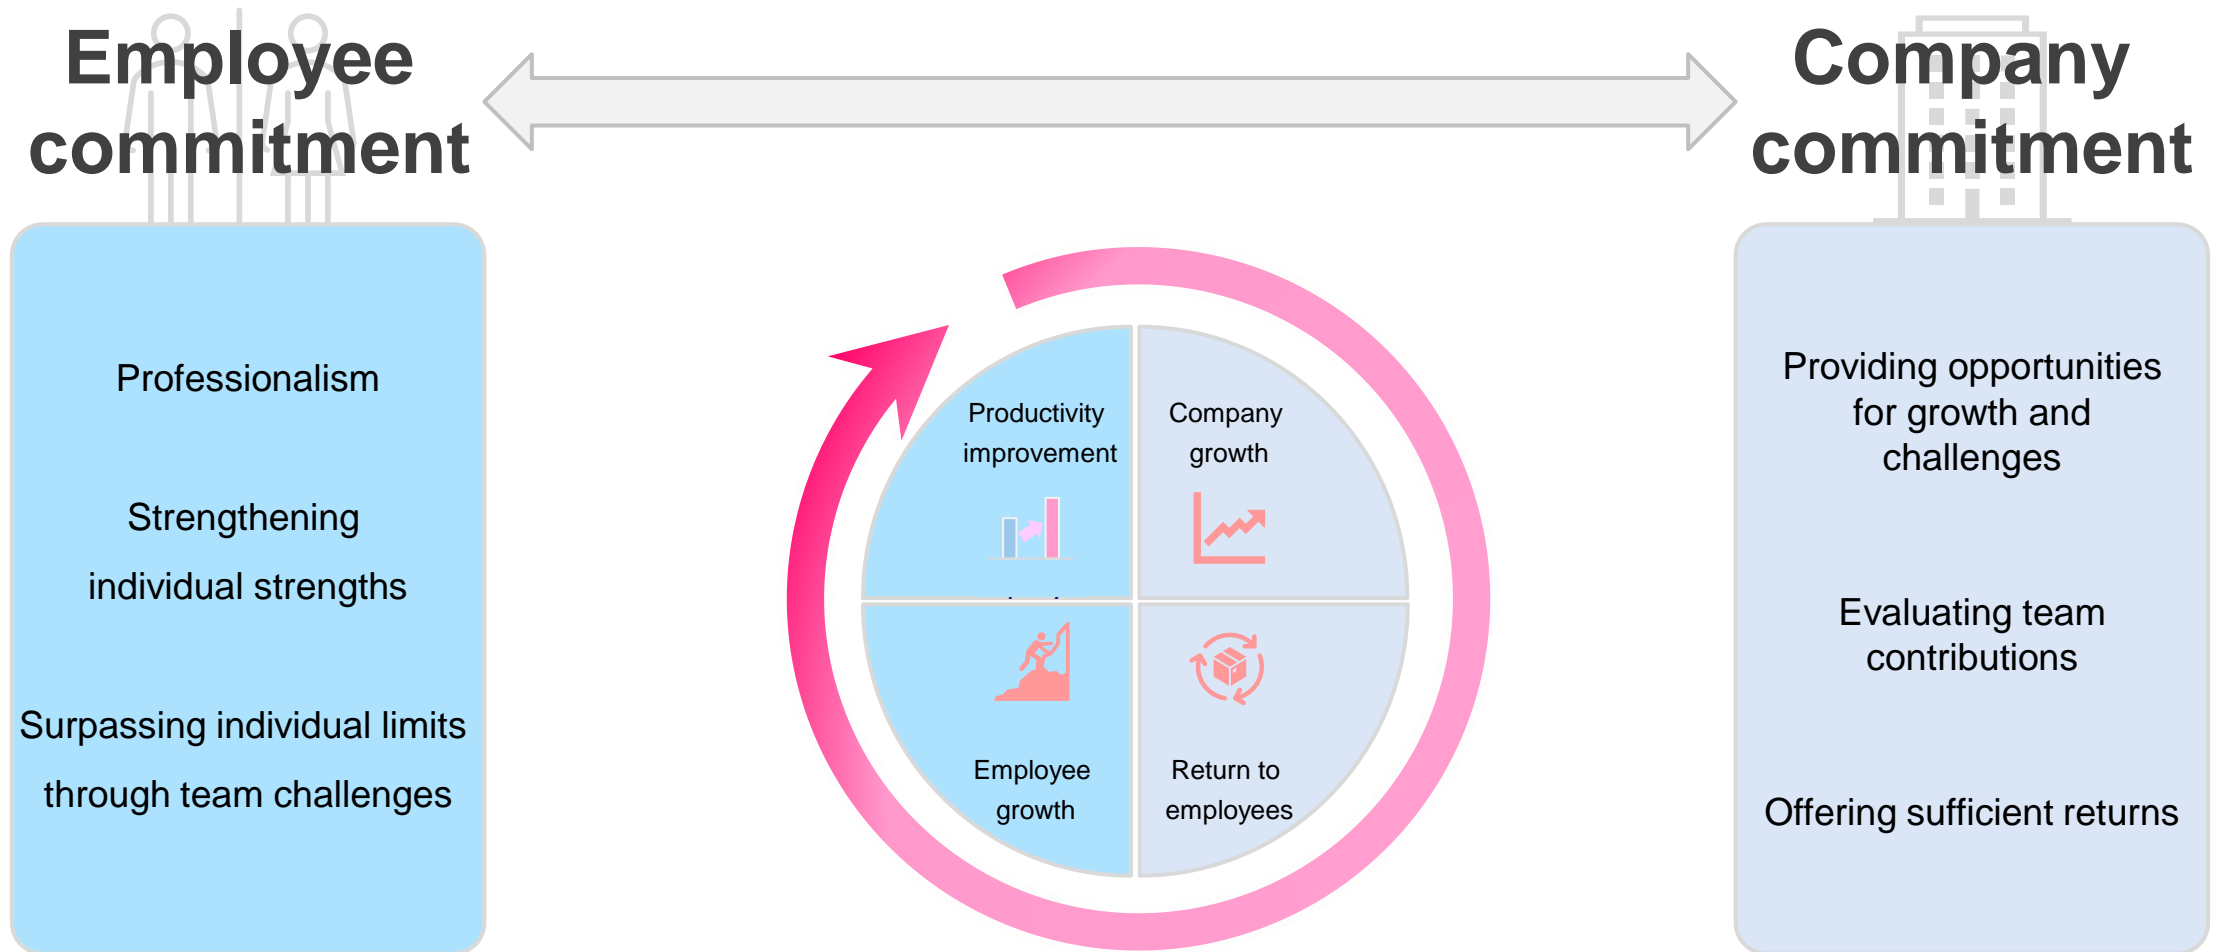 Employee
commitment
Company
commitment
Professionalism
Strengthening
individual strengths
Surpassing individual limits
through team challenges
Productivity
improvement
Company
growth
Employee
growth
Return to
employees
Providing opportunities
for growth and
challenges
Evaluating team
contributions
Offering sufficient returns